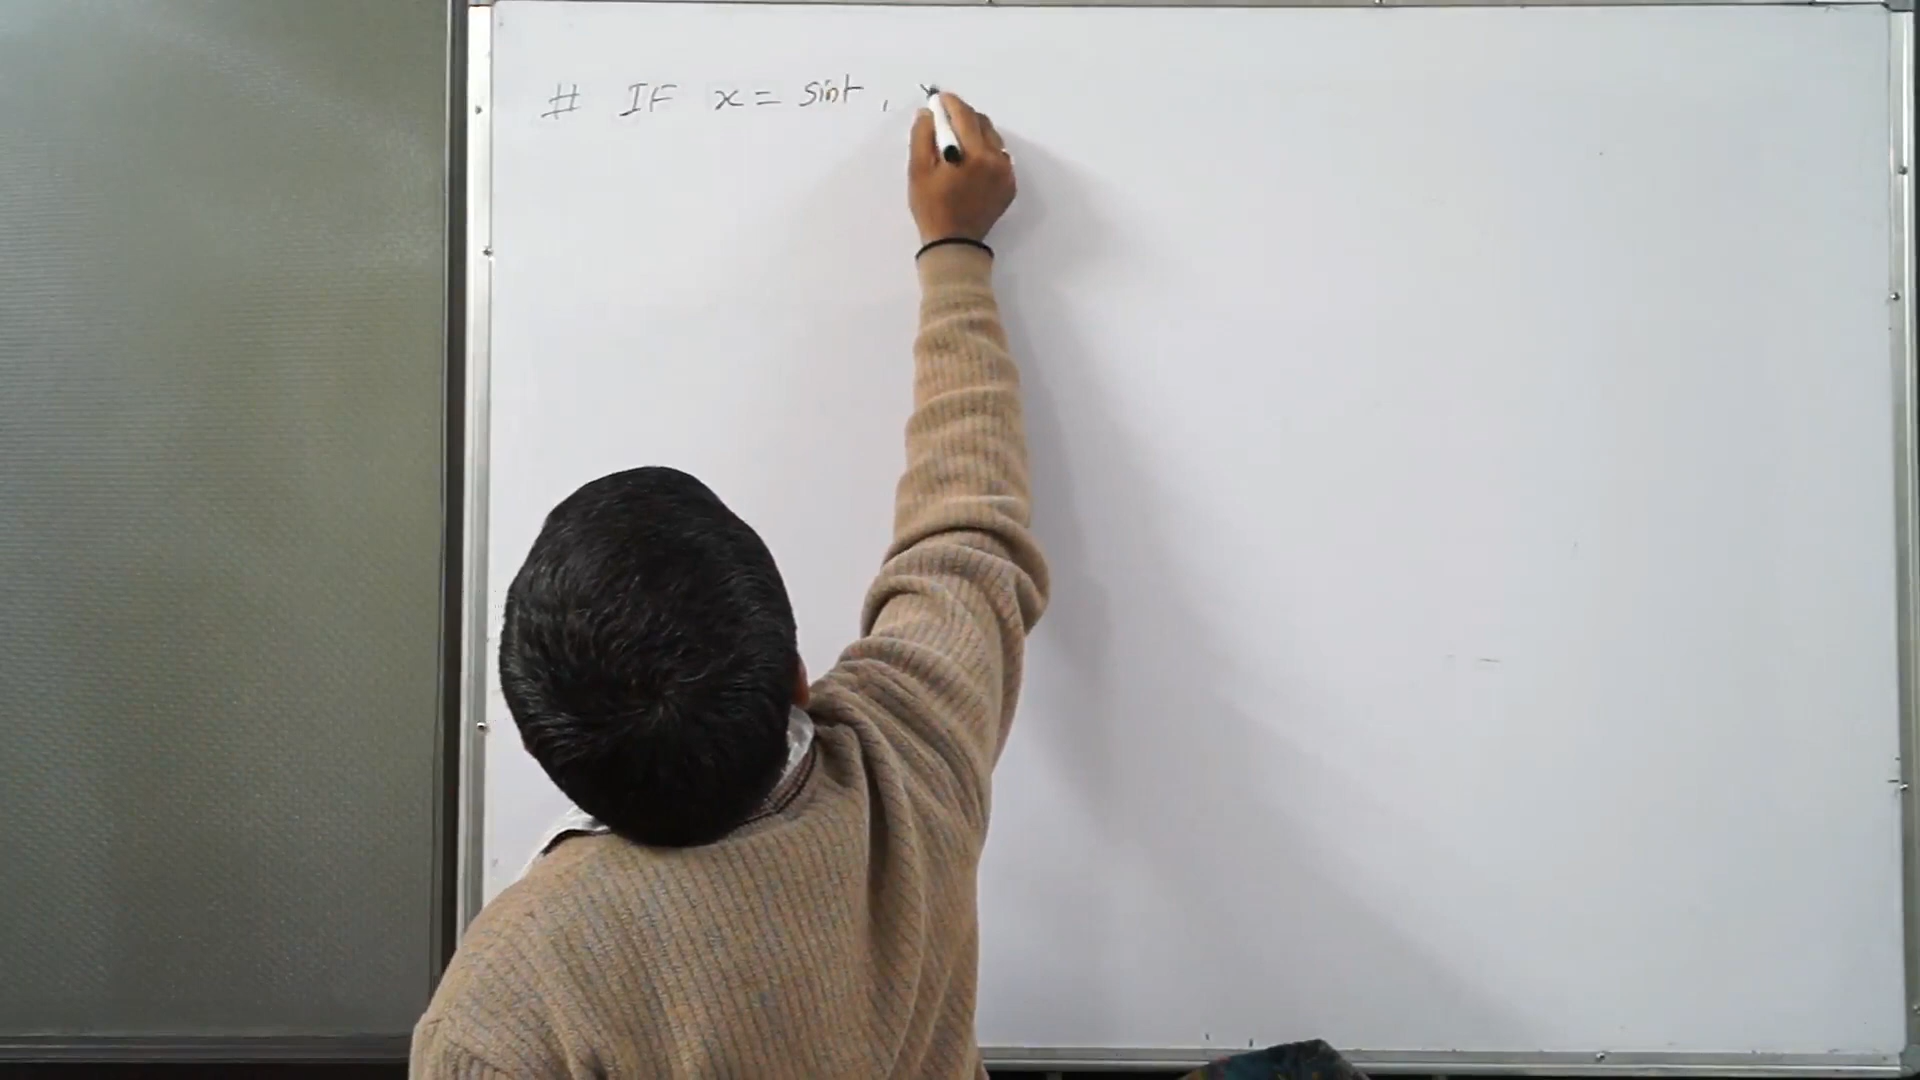 # IF x = sint,